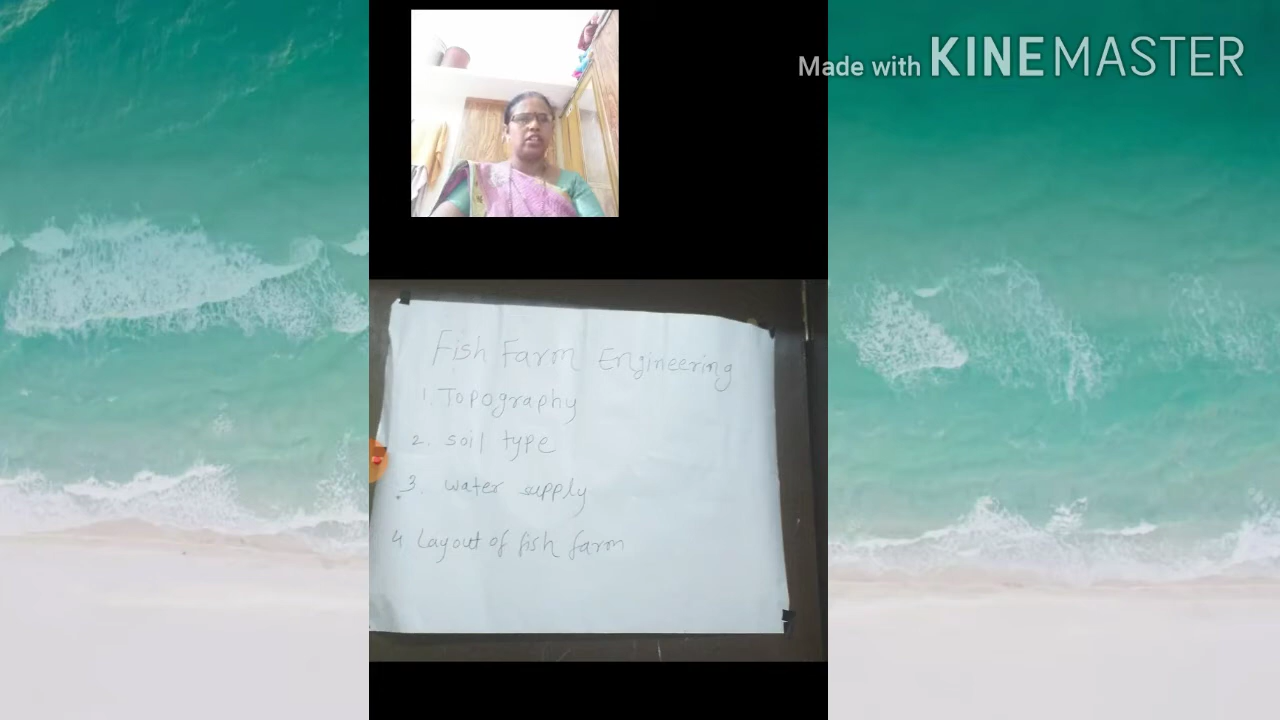 Made with KINEMASTER
Fish Farm Engineering
1. Topography
2. soil type
3. water supply
4 Layout of fish farm